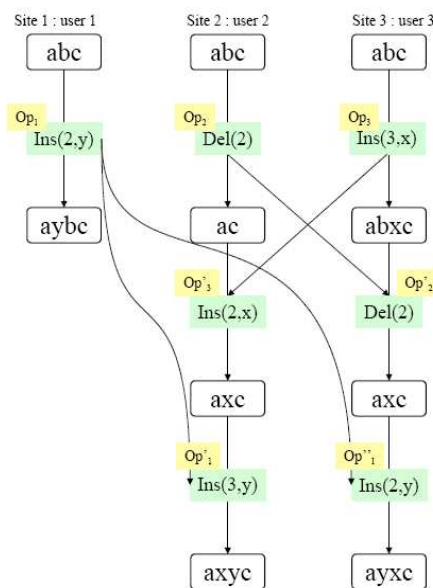 Site 1 : user 1 Site 2 : user 2 Site 3 : user 3
abc abc abc
Op₁ Op₂ Op₃
Ins(2,y) Del(2) Ins(3,x)
aybc ac abxc
Op'₃ Op'₂
Ins(2,x) Del(2)
axc axc
Op'₁ Op''₁
Ins(3,y) Ins(2,y)
axyc ayxc